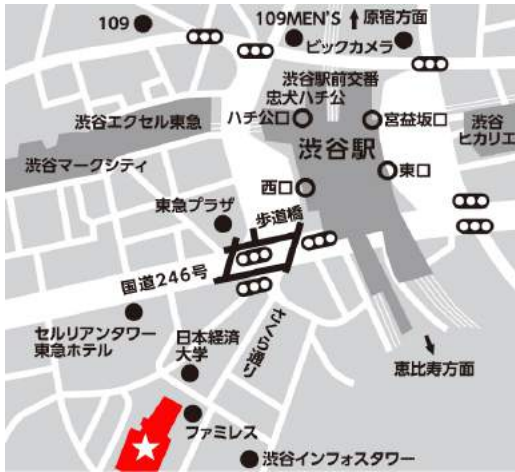 109MEN'S
原宿方面
109
ビックカメラ
渋谷駅前交番
忠犬ハチ公
ハチ公口
宮益坂口
渋谷エクセル東急
渋谷
ヒカリエ
渋谷駅
渋谷マークシティ
東口
西口
東急プラザ
歩道橋
国道246号
セルリアンタワー
東急ホテル
日本経済
大学
さくら通り
恵比寿方面
ファミレス
渋谷インフォスタワー